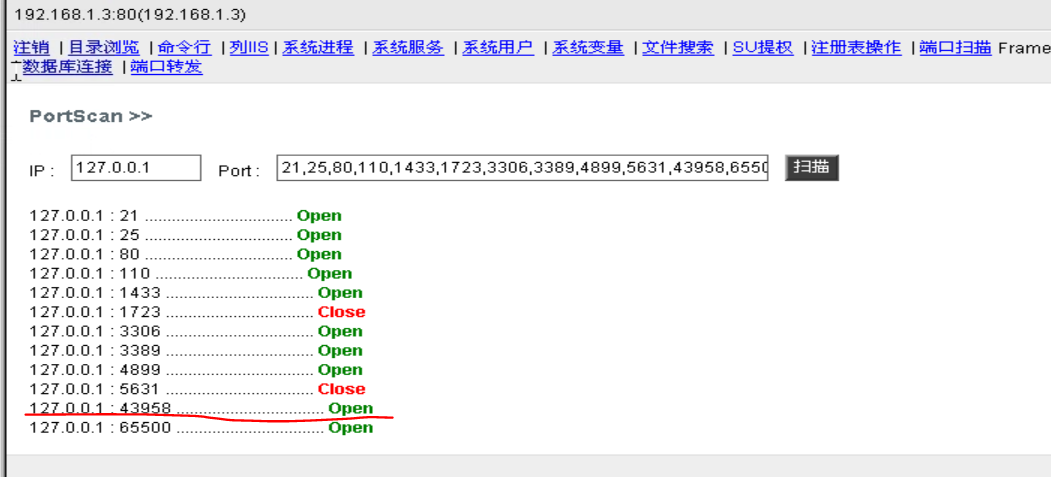 192.168.1.3:80(192.168.1.3)
注销 | 目录浏览 | 命令行 | 列IIS | 系统进程 | 系统服务 | 系统用户 | 系统变量 | 文件搜索 | SU提权 | 注册表操作 | 端口扫描 Frame
数据库连接 | 端口转发
PortScan >>
IP : 127.0.0.1 Port : 21,25,80,110,1433,1723,3306,3389,4899,5631,43958,6550 扫描
127.0.0.1 : 21 ................................. Open
127.0.0.1 : 25 ................................. Open
127.0.0.1 : 80 ................................. Open
127.0.0.1 : 110 ................................. Open
127.0.0.1 : 1433 ................................. Open
127.0.0.1 : 1723 ................................. Close
127.0.0.1 : 3306 ................................. Open
127.0.0.1 : 3389 ................................. Open
127.0.0.1 : 4899 ................................. Open
127.0.0.1 : 5631 ................................. Close
127.0.0.1 : 43958 ................................. Open
127.0.0.1 : 65500 ................................. Open